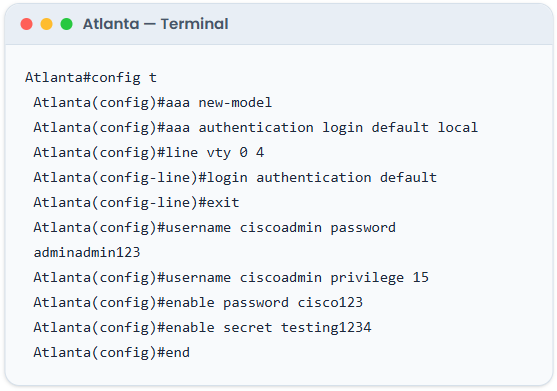 Atlanta — Terminal
Atlanta#config t
Atlanta(config)#aaa new-model
Atlanta(config)#aaa authentication login default local
Atlanta(config)#line vty 0 4
Atlanta(config-line)#login authentication default
Atlanta(config-line)#exit
Atlanta(config)#username ciscoadmin password
adminadmin123
Atlanta(config)#username ciscoadmin privilege 15
Atlanta(config)#enable password cisco123
Atlanta(config)#enable secret testing1234
Atlanta(config)#end